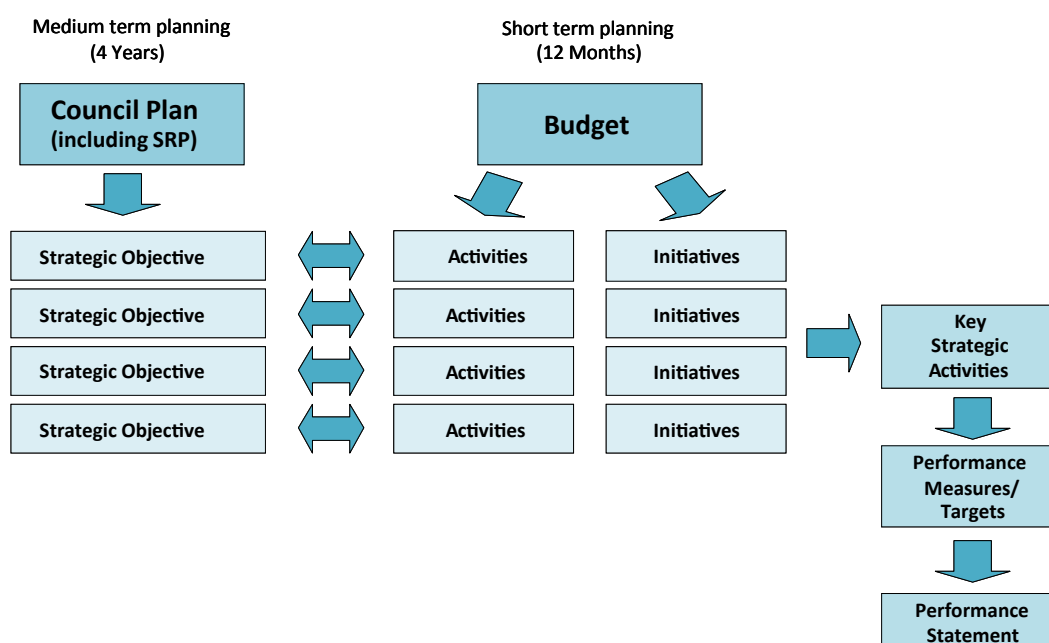 Medium term planning
(4 Years)
Short term planning
(12 Months)
Council Plan
(including SRP)
Budget
Strategic Objective
Activities
Initiatives
Strategic Objective
Activities
Initiatives
Strategic Objective
Activities
Initiatives
Strategic Objective
Activities
Initiatives
Key
Strategic
Activities
Performance
Measures/
Targets
Performance
Statement